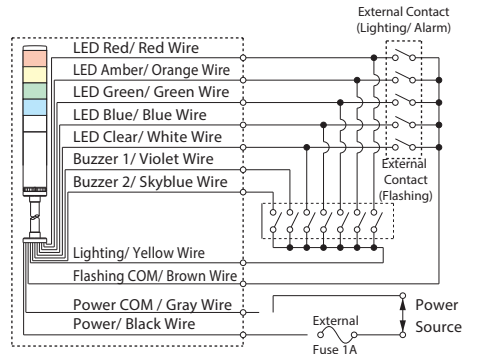 External Contact
(Lighting/ Alarm)
LED Red/ Red Wire
LED Amber/ Orange Wire
LED Green/ Green Wire
LED Blue/ Blue Wire
LED Clear/ White Wire
Buzzer 1/ Violet Wire
Buzzer 2/ Skyblue Wire
External
Contact
(Flashing)
Lighting/ Yellow Wire
Flashing COM/ Brown Wire
Power COM / Gray Wire
Power/ Black Wire
External
Fuse 1A
Power
Source